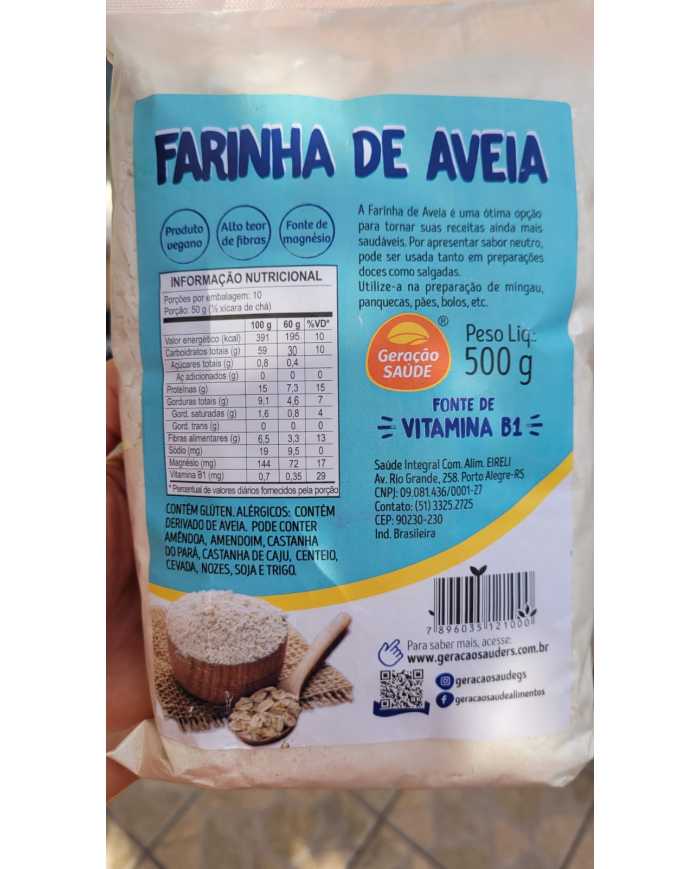 FARINHA DE AVEIA
Produto
vegano
Alto teor
de fibras
Fonte de
magnésio
A Farinha de Aveia é uma ótima opção
para tornar suas receitas ainda mais
saudáveis. Por apresentar sabor neutro,
pode ser usada tanto em preparações
doces como salgadas.
Utilize-a na preparação de mingau,
panquecas, pães, bolos, etc.
INFORMAÇÃO NUTRICIONAL
Porções por embalagem: 10
Porção: 50 g (½ xícara de chá)
100 g 60 g %VD*
Valor energético (kcal) 391 195 10
Carboidratos totais (g) 59 30 10
Açúcares totais (g) 0,8 0,4
Aç adicionados (g) 0 0 0
Proteínas (g) 15 7,3 15
Gorduras totais (g) 9,1 4,6 7
Gord. saturadas (g) 1,6 0,8 4
Gord. trans (g) 0 0 0
Fibras alimentares (g) 6,5 3,3 13
Sódio (mg) 19 9,5 0
Magnésio (mg) 144 72 17
Vitamina B1 (mg) 0,7 0,35 29
* Percentual de valores diários fornecidos pela porção
Geração
SAÚDE
®
Peso Liq.:
500 g
FONTE DE
VITAMINA B1
Saúde Integral Com. Alim. EIRELI
Av. Rio Grande, 258. Porto Alegre-RS
CNPJ: 09.081.436/0001-27
Contato: (51) 3325.2725
CEP: 90230-230
Ind. Brasileira
CONTÉM GLÚTEN. ALÉRGICOS: CONTÉM
DERIVADO DE AVEIA. PODE CONTER
AMÊNDOA, AMENDOIM, CASTANHA
DO PARÁ, CASTANHA DE CAJU, CENTEIO,
CEVADA, NOZES, SOJA E TRIGO.
7 896035 121000
Para saber mais, acesse:
www.geracaosauders.com.br
geracaosaudegs
geracaosaudealimentos